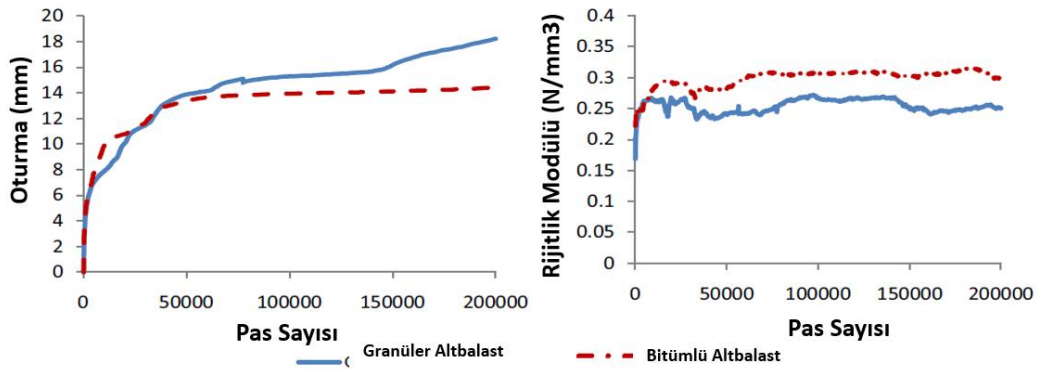 Oturma (mm)
20
18
16
14
12
10
8
6
4
2
0
0 50000 100000 150000 200000
Pas Sayısı
Rijitlik Modülü (N/mm3)
0.4
0.35
0.3
0.25
0.2
0.15
0.1
0.05
0
0 50000 100000 150000 200000
Pas Sayısı
Granüler Altbalast
Bitümlü Altbalast